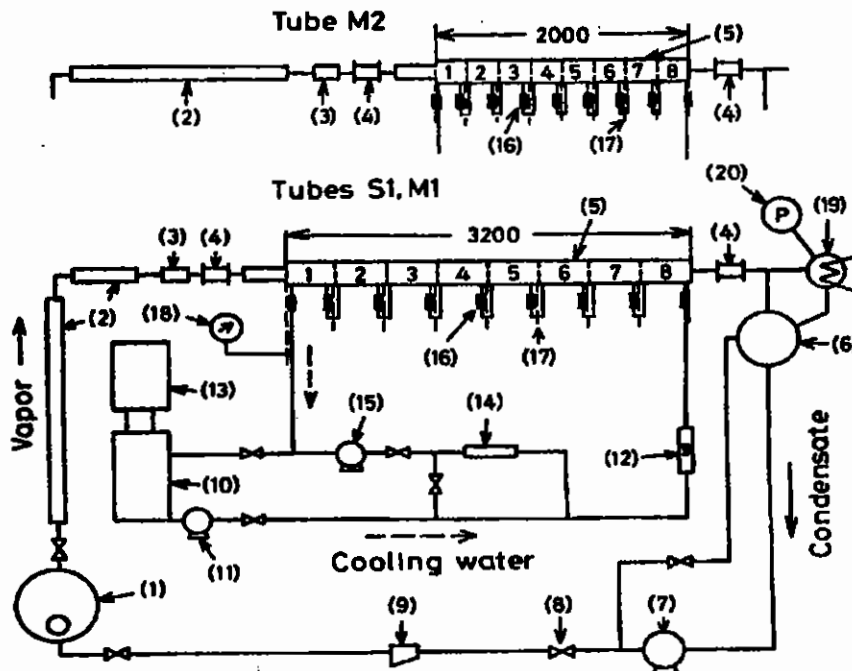 Tube M2
2000
(5)
1 2 3 4 5 6 7 8
(2) (3) (4) (16) (17) (4)
Tubes S1, M1
(20)
P
(19)
(3) (4) 3200 (5) (4)
1 2 3 4 5 6 7 8
(2)
(18) (16) (17) (6
Vapor
(13) (15) (14) (12)
(10)
(11) Cooling water
Condensate
(1) (9) (8) (7)